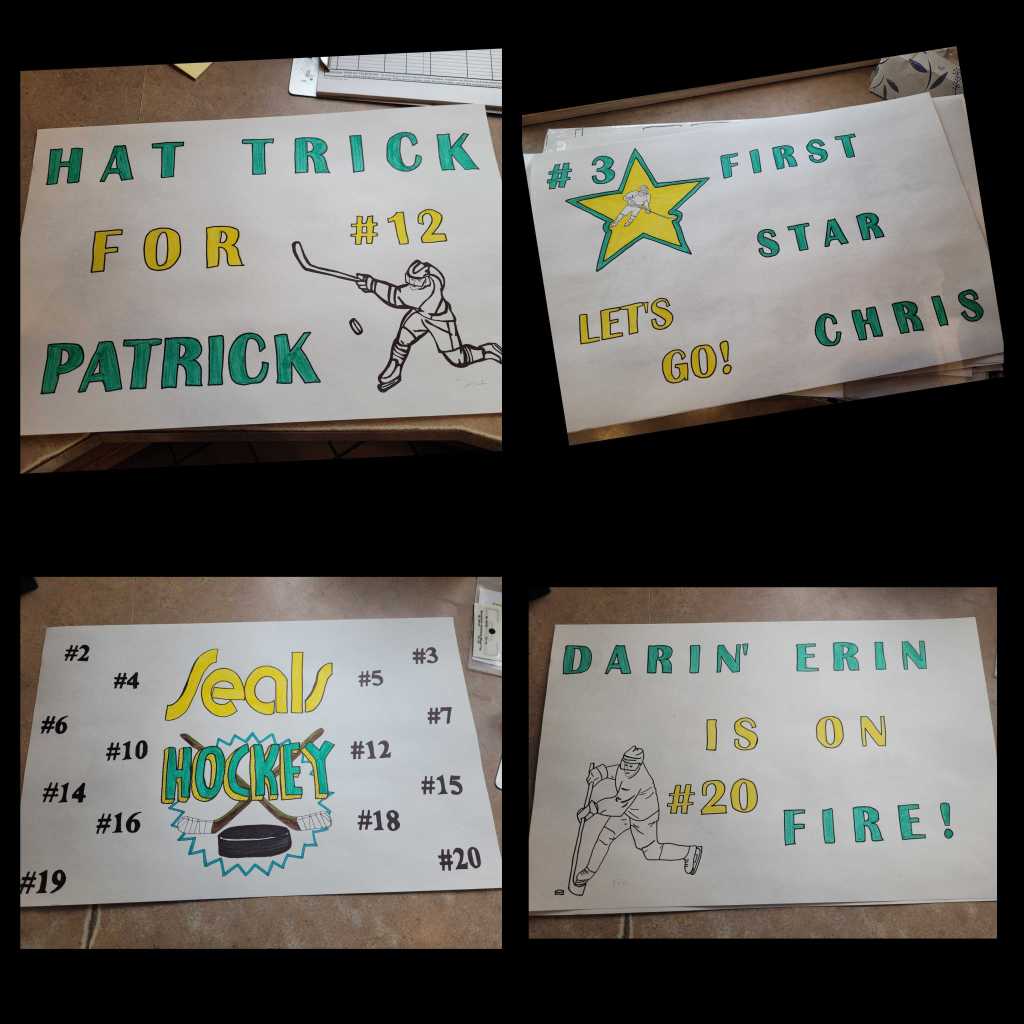 HAT TRICK
FOR #12
PATRICK
#3 FIRST
STAR
LET'S
GO!
CHRIS
Seals
HOCKEY
#2
#4
#6
#10
#14
#16
#19
#3
#5
#7
#12
#15
#18
#20
DARIN' ERIN
IS ON
#20
FIRE!